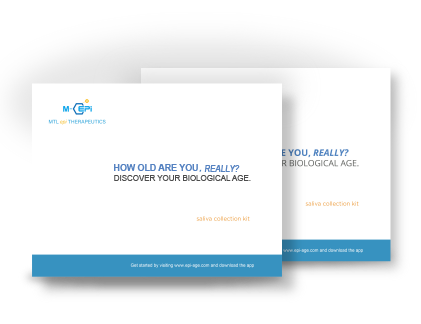 M EPi
MTL epi THERAPEUTICS
HOW OLD ARE YOU, REALLY?
DISCOVER YOUR BIOLOGICAL AGE.
saliva collection kit
Get started by visiting www-epi-age.com and download the app
E YOU, REALLY?
R BIOLOGICAL AGE.
saliva collection kit
www-epi-age.com and download the app